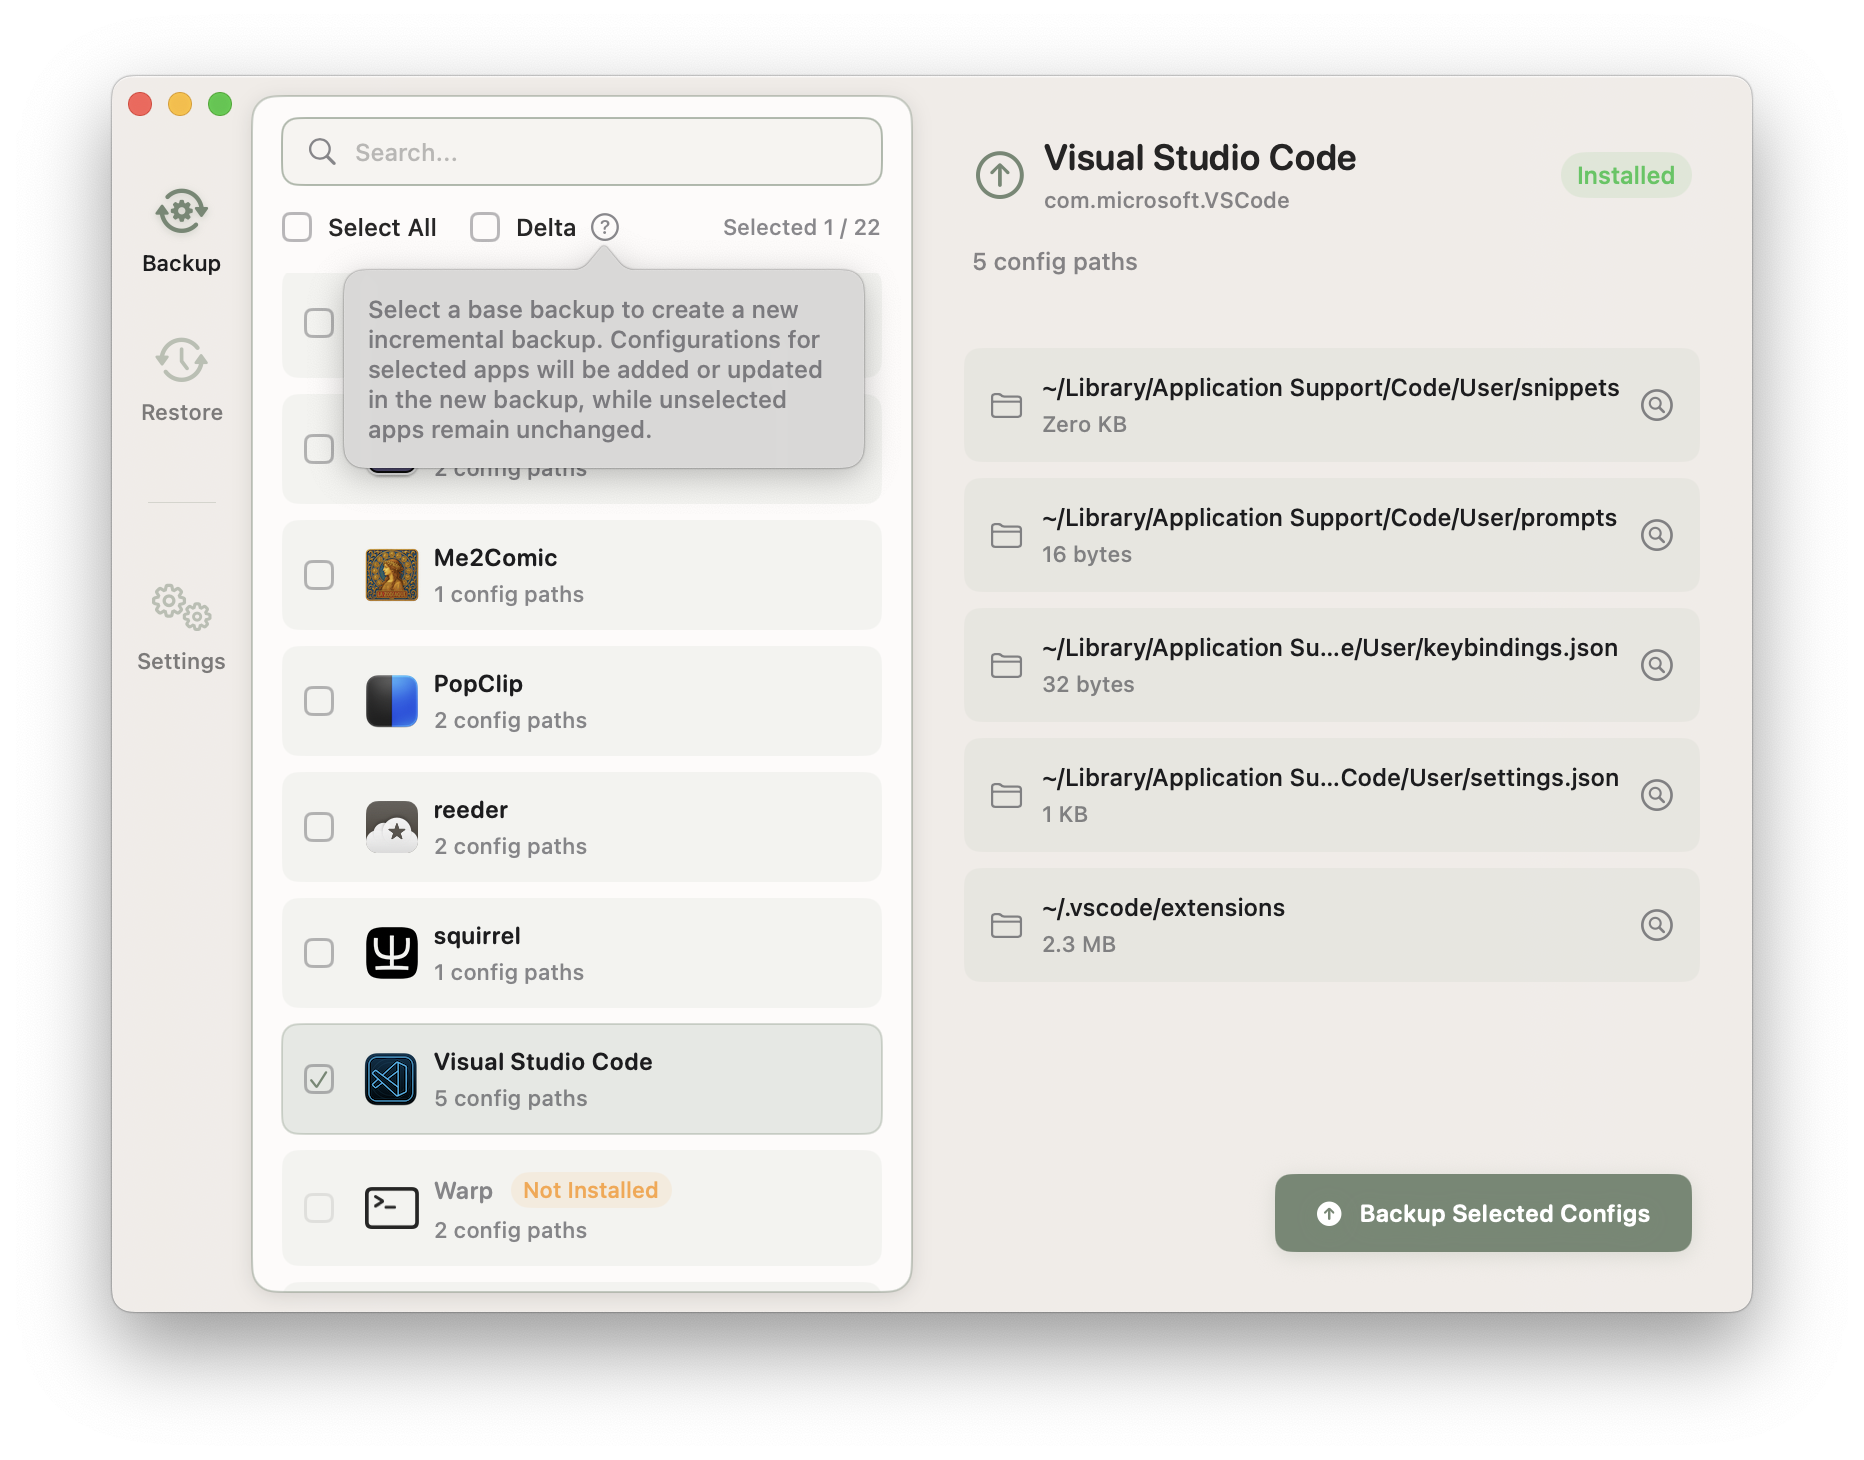 Backup
Restore
Settings
Search...
Select All
Delta
?
Selected 1 / 22
Select a base backup to create a new
incremental backup. Configurations for
selected apps will be added or updated
in the new backup, while unselected
apps remain unchanged.
2 config paths
Me2Comic
1 config paths
PopClip
2 config paths
reeder
2 config paths
squirrel
1 config paths
Visual Studio Code
5 config paths
Warp
Not Installed
2 config paths
Visual Studio Code
com.microsoft.VSCode
Installed
5 config paths
~/Library/Application Support/Code/User/snippets
Zero KB
~/Library/Application Support/Code/User/prompts
16 bytes
~/Library/Application Su...e/User/keybindings.json
32 bytes
~/Library/Application Su...Code/User/settings.json
1 KB
~/.vscode/extensions
2.3 MB
Backup Selected Configs